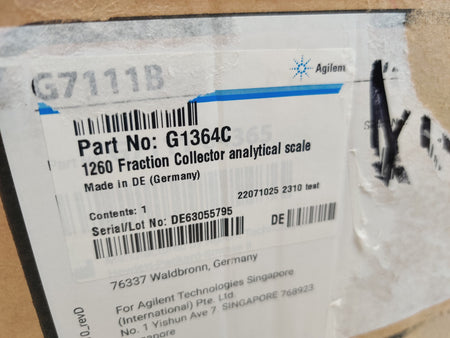 G7111B
Agilent
Part No: G1364C
1260 Fraction Collector analytical scale
Made in DE (Germany)
22071025 2310 test
Contents: 1
Serial/Lot No: DE63055795
DE
76337 Waldbronn, Germany
For Agilent Technologies Singapore
(International) Pte. Ltd
No. 1 Yishun Ave 7 SINGAPORE 768923